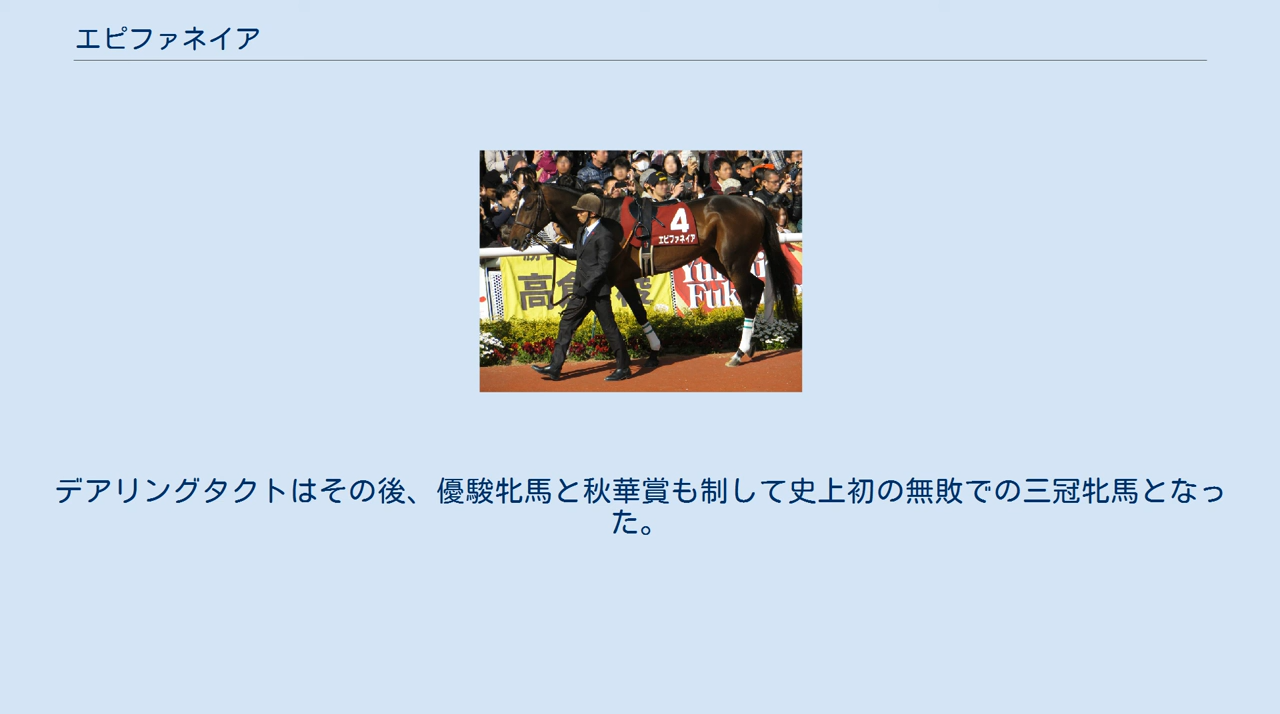 エピファネイア
4
エピファネイア
高
Fuk
デアリングタクトはその後、優駿牝馬と秋華賞も制して史上初の無敗での三冠牝馬となっ
た。